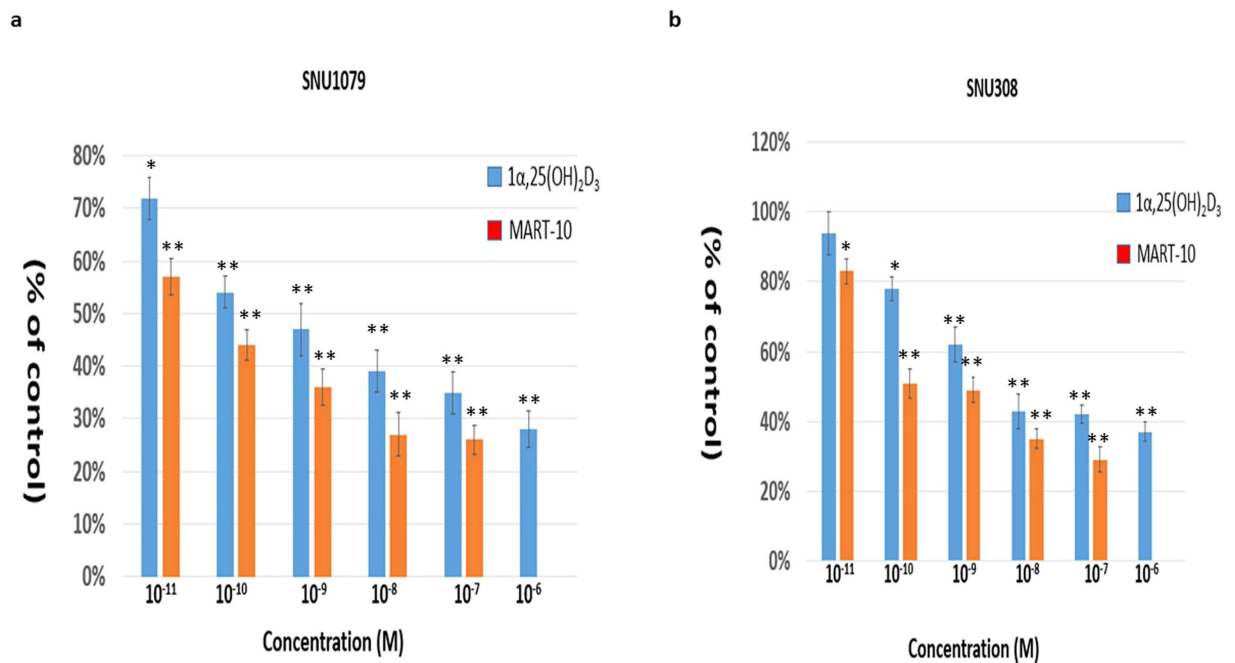 a
SNU1079
80%
70%
60%
50%
40%
30%
20%
10%
0%
(% of control)
* ** ** ** ** ** ** ** ** ** **
1α,25(OH)₂D₃
MART-10
10⁻¹¹ 10⁻¹⁰ 10⁻⁹ 10⁻⁸ 10⁻⁷ 10⁻⁶
Concentration (M)
b
SNU308
120%
100%
80%
60%
40%
20%
0%
(% of control)
* * ** ** ** ** ** ** ** **
1α,25(OH)₂D₃
MART-10
10⁻¹¹ 10⁻¹⁰ 10⁻⁹ 10⁻⁸ 10⁻⁷ 10⁻⁶
Concentration (M)